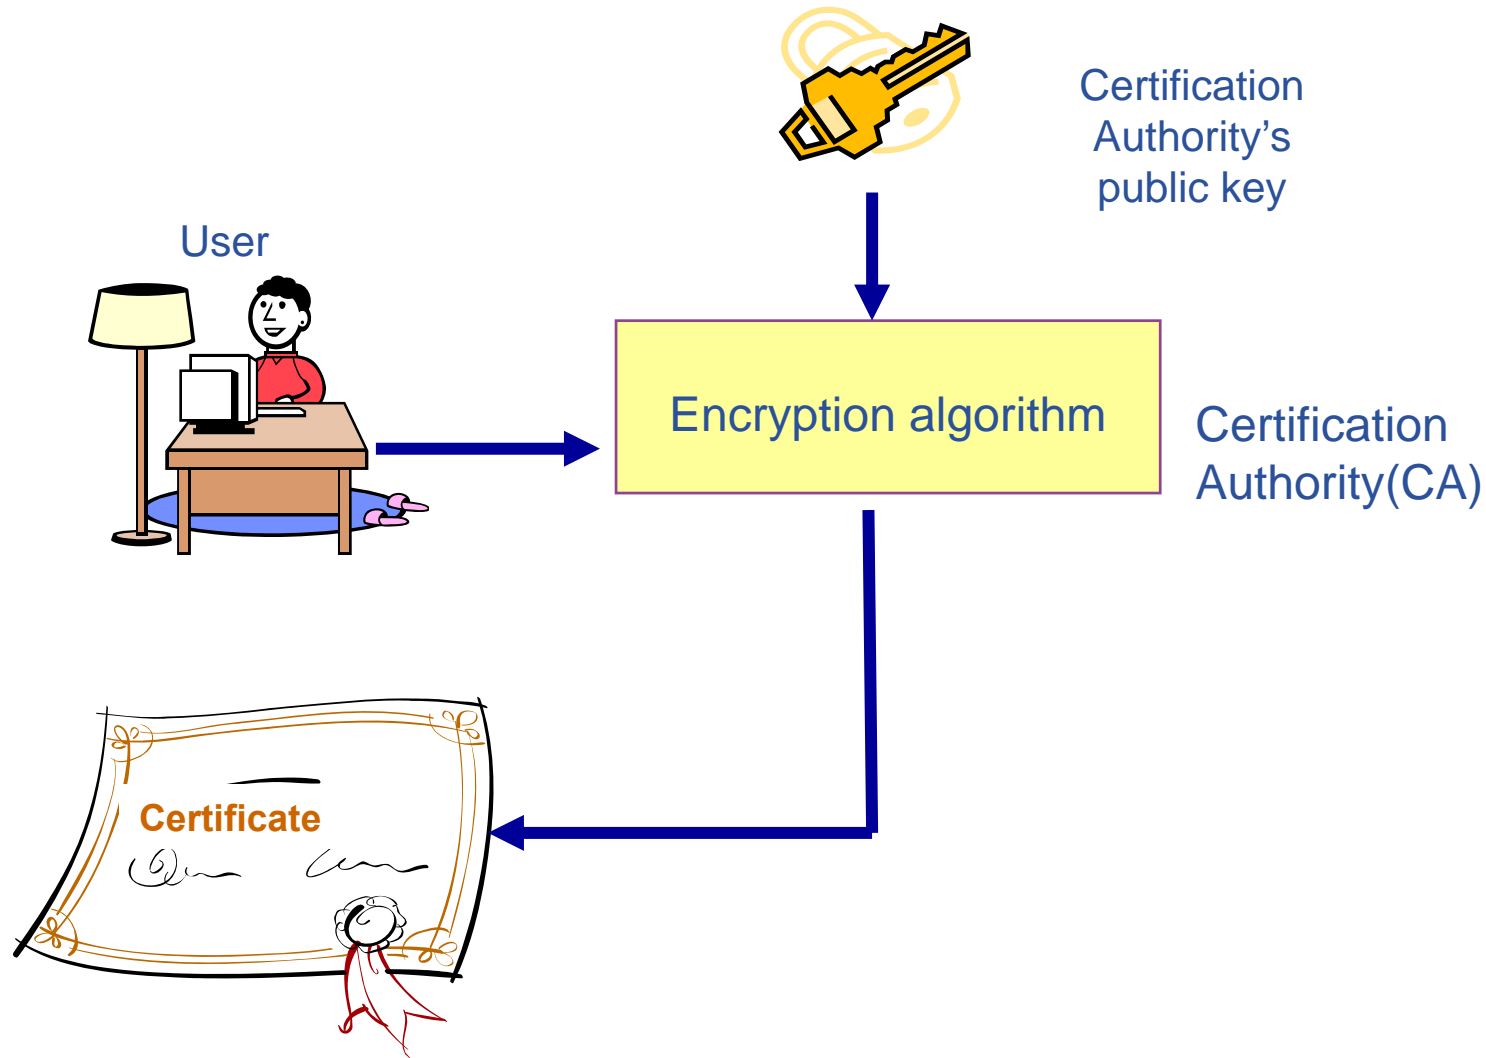 Certification
Authority’s
public key
User
Encryption algorithm
Certification
Authority(CA)
Certificate